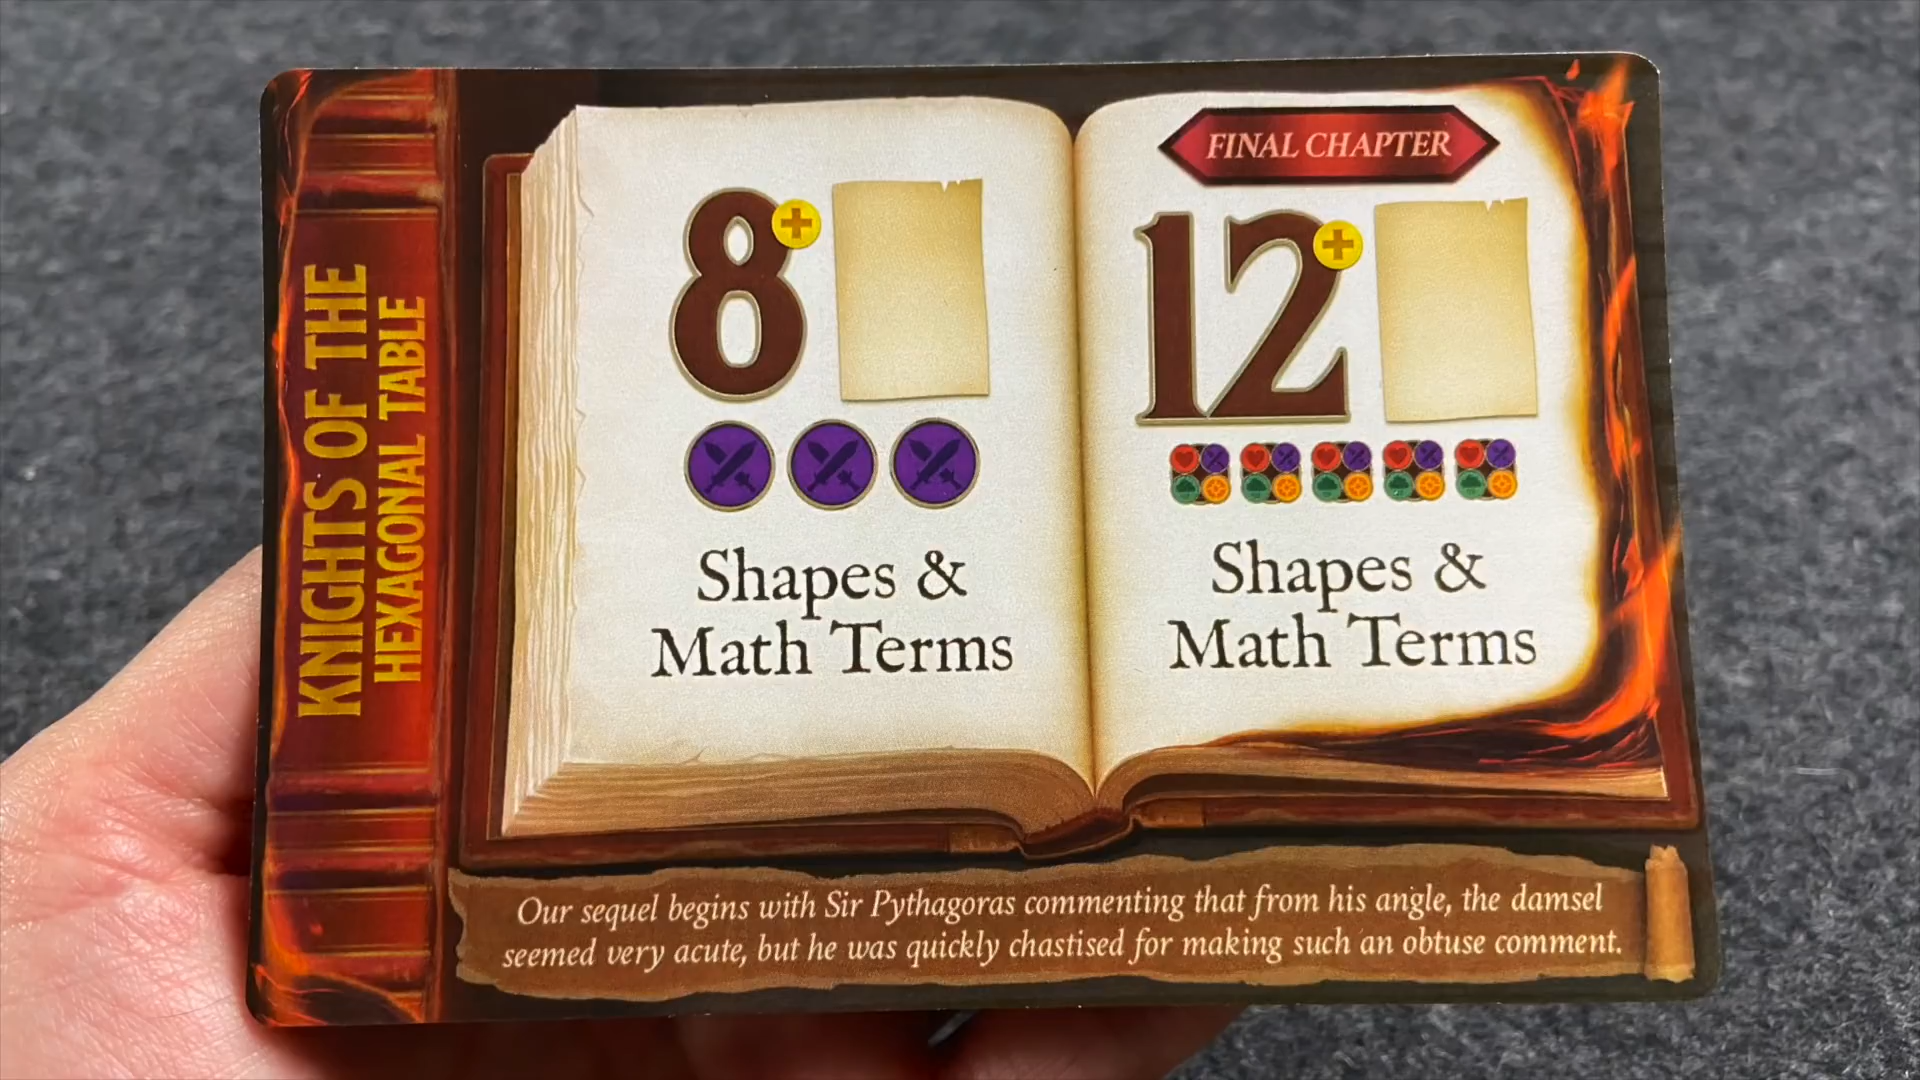 KNIGHTS OF THE
HEXAGONAL TABLE
8+
Shapes &
Math Terms
FINAL CHAPTER
12+
Shapes &
Math Terms
Our sequel begins with Sir Pythagoras commenting that from his angle, the damsel
seemed very acute, but he was quickly chastised for making such an obtuse comment.